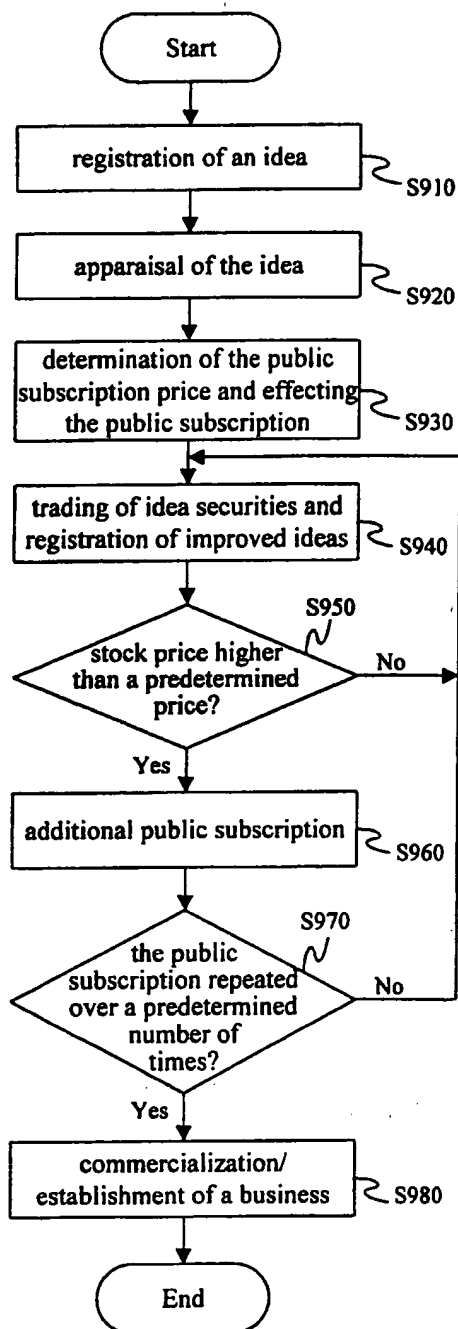 Start
registration of an idea
S910
apparaisal of the idea
S920
determination of the public
subscription price and effecting
the public subscription
S930
trading of idea securities and
registration of improved ideas
S940
S950
stock price higher
than a predetermined
price?
No
Yes
additional public subscription
S960
S970
the public
subscription repeated
over a predetermined
number of
times?
No
Yes
commercialization/
establishment of a business
S980
End